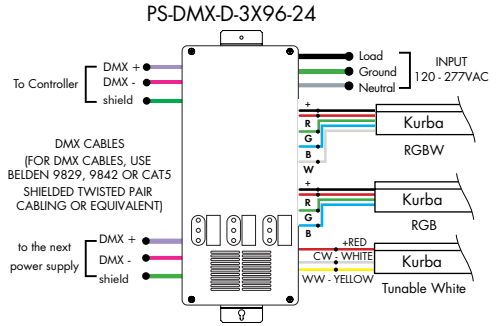 PS-DMX-D-3X96-24
To Controller
DMX +
DMX -
shield
Load
Ground
Neutral
INPUT
120 - 277VAC
+
R
G
B
W
Kurba
RGBW
DMX CABLES
(FOR DMX CABLES, USE
BELDEN 9829, 9842 OR CAT5
SHIELDED TWISTED PAIR
CABLING OR EQUIVALENT)
+
R
G
B
Kurba
RGB
to the next
power supply
DMX +
DMX -
shield
+RED
CW - WHITE
WW - YELLOW
Kurba
Tunable White